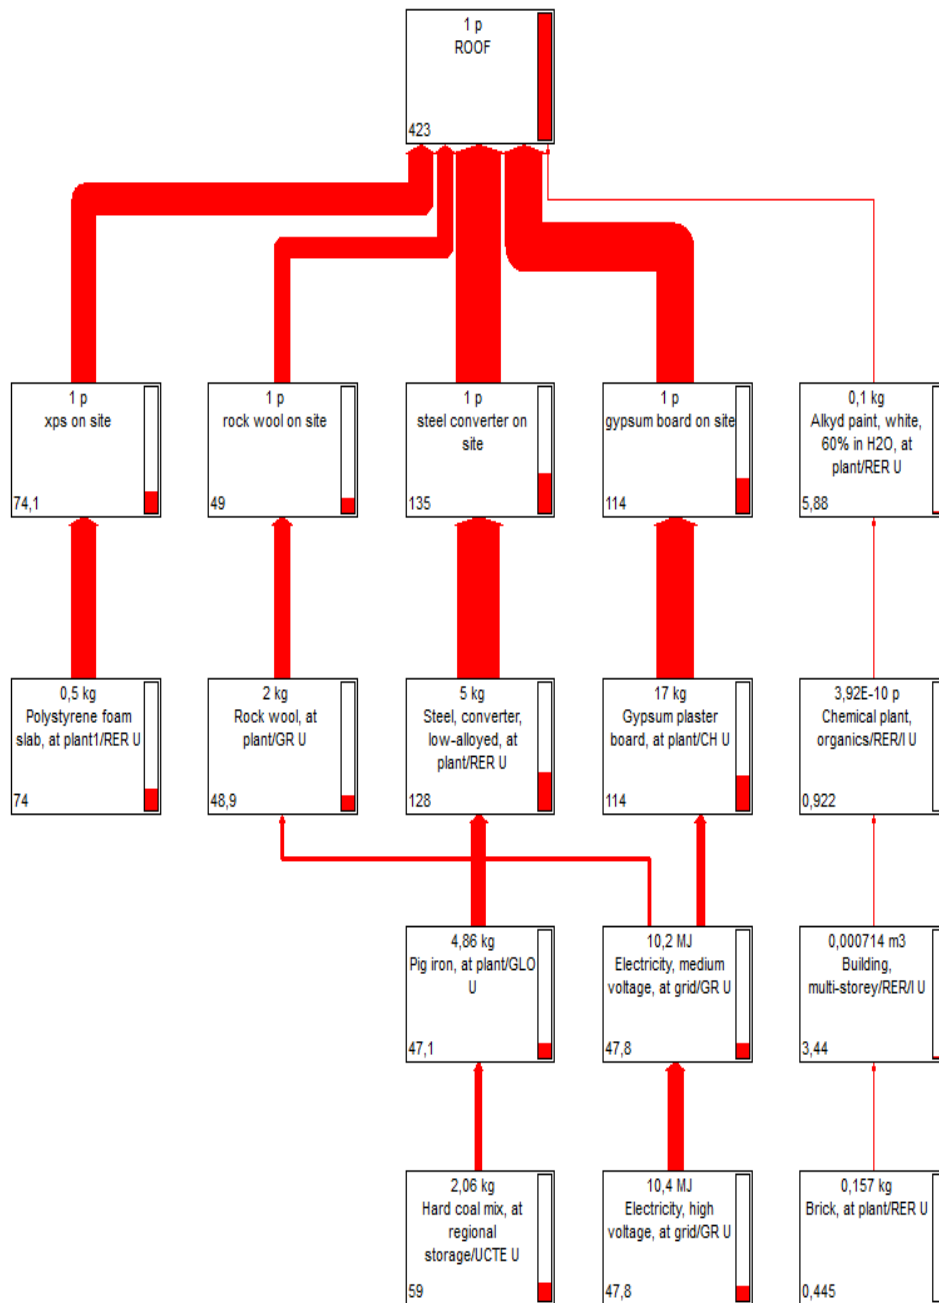 1 p
ROOF
423
1 p
xps on site
74,1
1 p
rock wool on site
49
1 p
steel converter on
site
135
1 p
gypsum board on site
114
0,1 kg
Alkyd paint, white,
60% in H2O, at
plant/RER U
5,88
0,5 kg
Polystyrene foam
slab, at plant1/RER U
74
2 kg
Rock wool, at
plant/GR U
48,9
5 kg
Steel, converter,
low-alloyed, at
plant/RER U
128
17 kg
Gypsum plaster
board, at plant/CH U
114
3,92E-10 p
Chemical plant,
organics/RER/I U
0,922
4,86 kg
Pig iron, at plant/GLO
U
47,1
10,2 MJ
Electricity, medium
voltage, at grid/GR U
47,8
0,000714 m3
Building,
multi-storey/RER/I U
3,44
2,06 kg
Hard coal mix, at
regional
storage/UCTE U
59
10,4 MJ
Electricity, high
voltage, at grid/GR U
47,8
0,157 kg
Brick, at plant/RER U
0,445